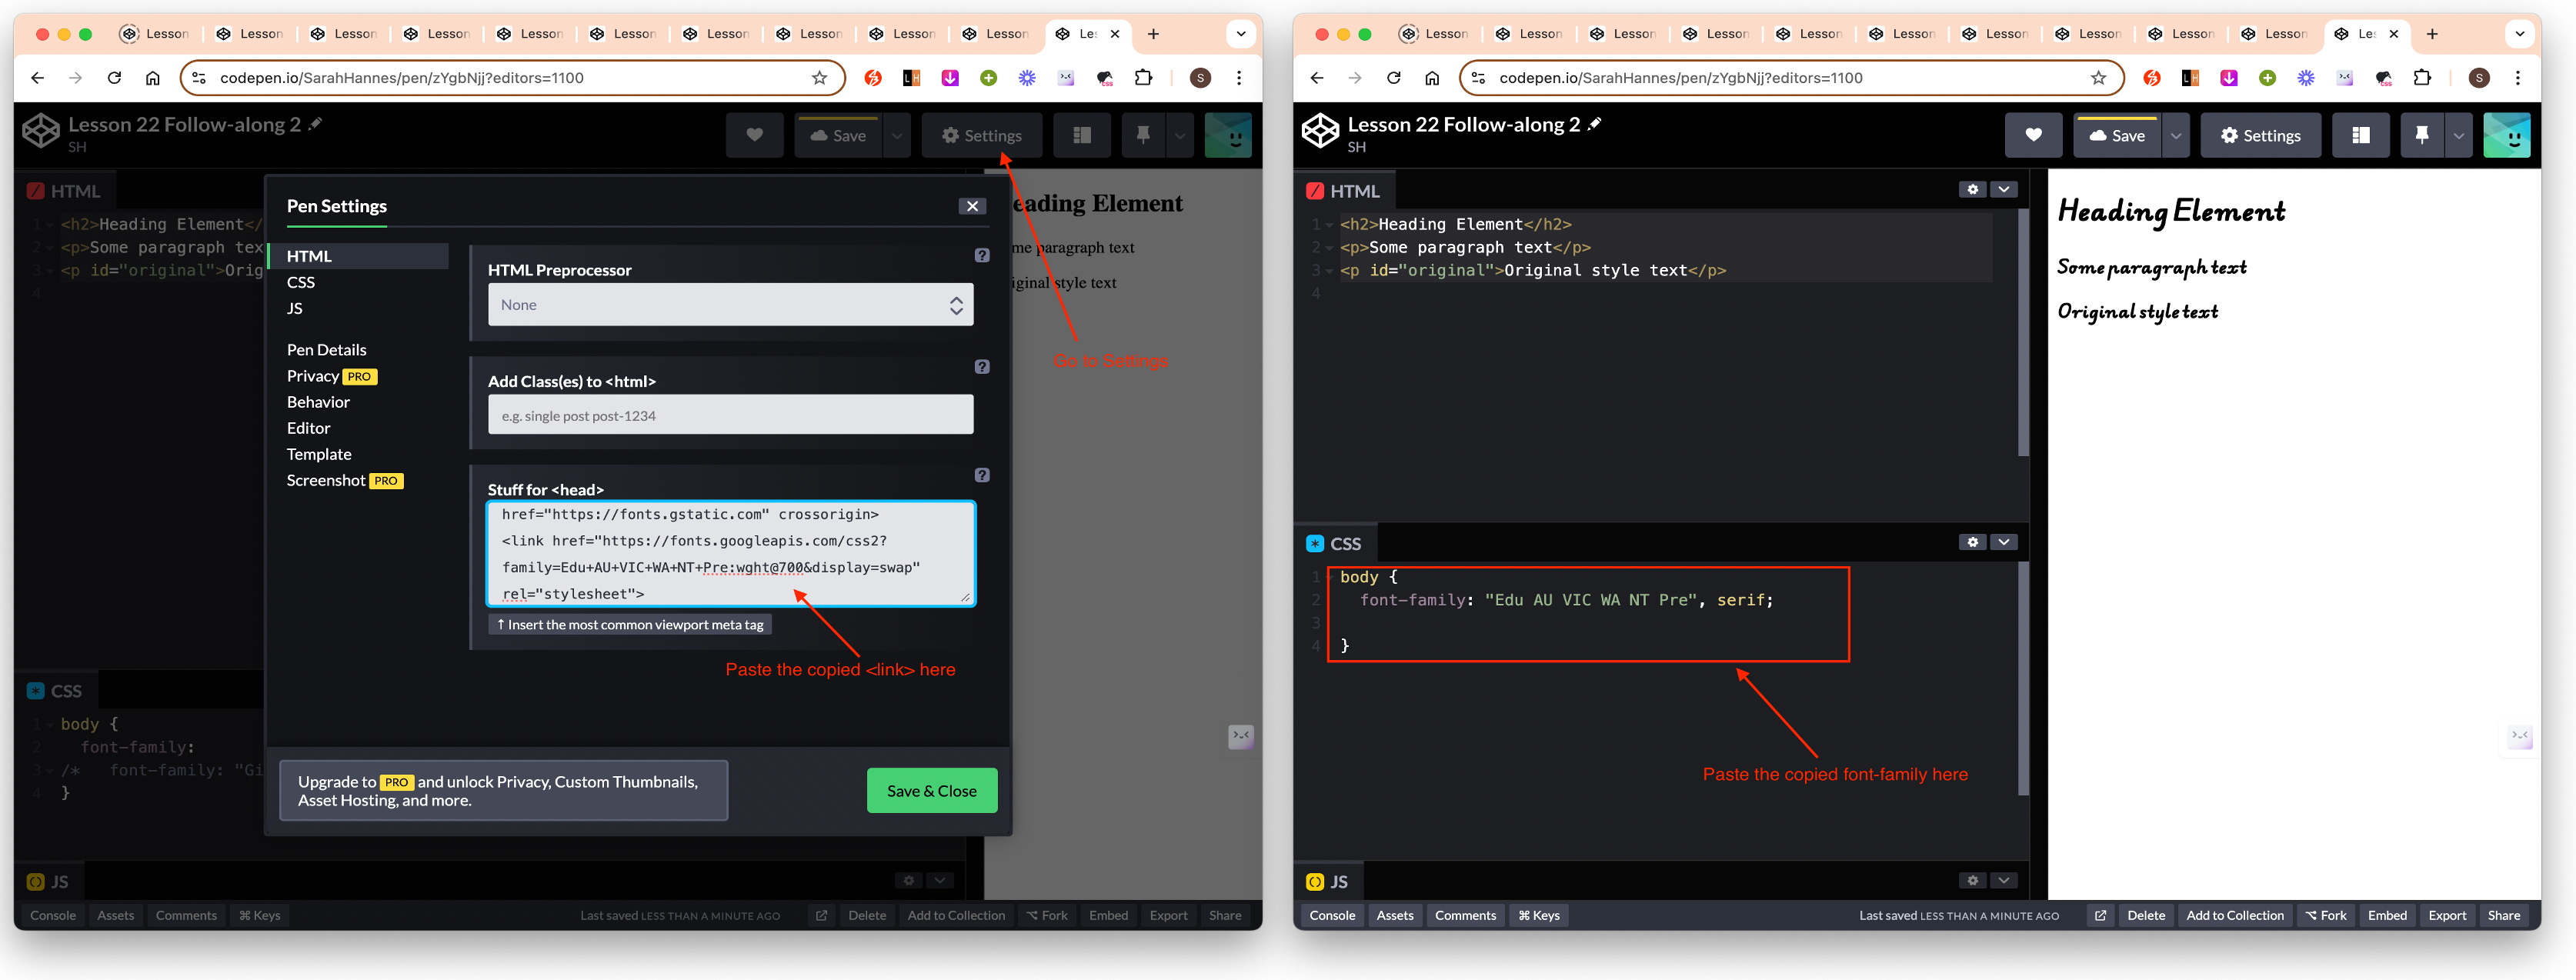 Lesson
Lesson
Lesson
Lesson
Lesson
Lesson
Lesson
Lesson
Lesson
Lesson
Le
codepen.io/SarahHannes/pen/zYgbNjj?editors=1100
S
Lesson 22 Follow-along 2
SH
Save
Settings
HTML
1 <h2>Heading Element</
2 <p>Some paragraph tex
3 <p id="original">Orig
4
Pen Settings
HTML
CSS
JS
Pen Details
Privacy PRO
Behavior
Editor
Template
Screenshot PRO
HTML Preprocessor
None
Add Class(es) to <html>
e.g. single post post-1234
Stuff for <head>
href="https://fonts.gstatic.com" crossorigin>
<link href="https://fonts.googleapis.com/css2?
family=Edu+AU+VIC+WA+NT+Pre:wght@700&display=swap"
rel="stylesheet">
↑ Insert the most common viewport meta tag
Paste the copied <link> here
Upgrade to PRO and unlock Privacy, Custom Thumbnails,
Asset Hosting, and more.
Save & Close
eading Element
me paragraph text
iginal style text
Go to Settings
CSS
1 body {
2 font-family:
3 /* font-family: "Gi
4 }
JS
Console
Assets
Comments
⌘ Keys
Last saved LESS THAN A MINUTE AGO
Delete
Add to Collection
Fork
Embed
Export
Share
Lesson
Lesson
Lesson
Lesson
Lesson
Lesson
Lesson
Lesson
Lesson
Lesson
Le
codepen.io/SarahHannes/pen/zYgbNjj?editors=1100
S
Lesson 22 Follow-along 2
SH
Save
Settings
HTML
1 <h2>Heading Element</h2>
2 <p>Some paragraph text</p>
3 <p id="original">Original style text</p>
4
Heading Element
Some paragraph text
Original style text
CSS
1 body {
2 font-family: "Edu AU VIC WA NT Pre", serif;
3
4 }
Paste the copied font-family here
JS
Console
Assets
Comments
⌘ Keys
Last saved LESS THAN A MINUTE AGO
Delete
Add to Collection
Fork
Embed
Export
Share